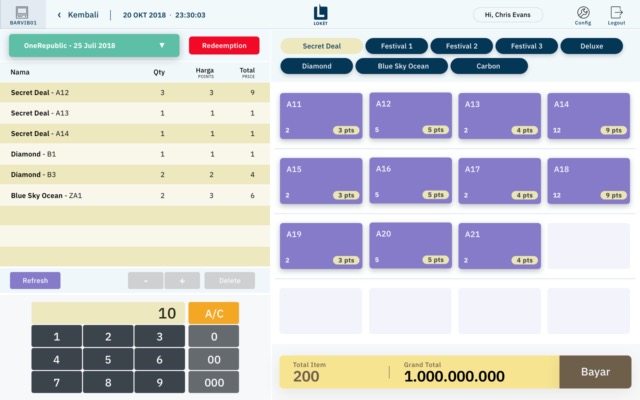 BARVIB01
‹ Kembali
20 OKT 2018 · 23:30:03
LOKET
Hi, Chris Evans
Config
Logout
OneRepublic - 25 Juli 2018 ▼
Redeemption
Nama Qty Harga POINTS Total PRICE
Secret Deal - A12 3 3 9
Secret Deal - A13 1 1 1
Secret Deal - A14 1 1 1
Diamond - B1 1 1 1
Diamond - B3 2 2 4
Blue Sky Ocean - ZA1 2 3 6
Refresh - + Delete
10 A/C
1 2 3 0
4 5 6 00
7 8 9 000
Secret Deal Festival 1 Festival 2 Festival 3 Deluxe
Diamond Blue Sky Ocean Carbon
A11 A12 A13 A14
2 3 pts 5 5 pts 2 4 pts 12 9 pts
A15 A16 A17 A18
2 3 pts 5 5 pts 2 4 pts 12 9 pts
A19 A20 A21
2 3 pts 5 5 pts 2 4 pts
Total Item Grand Total
200 1.000.000.000
Bayar